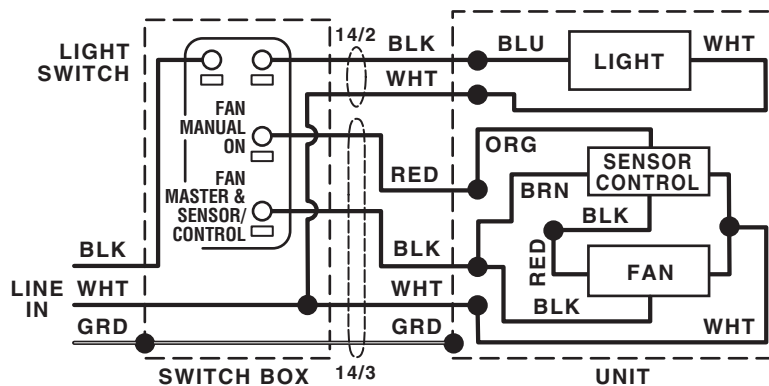 14/2
LIGHT
SWITCH
BLK
BLU
LIGHT
WHT
WHT
FAN
MANUAL
ON
ORG
SENSOR
CONTROL
RED
BRN
FAN
MASTER &
SENSOR/
CONTROL
BLK
RED
FAN
BLK
BLK
BLK
LINE
IN
WHT
WHT
WHT
GRD
GRD
SWITCH BOX
14/3
UNIT